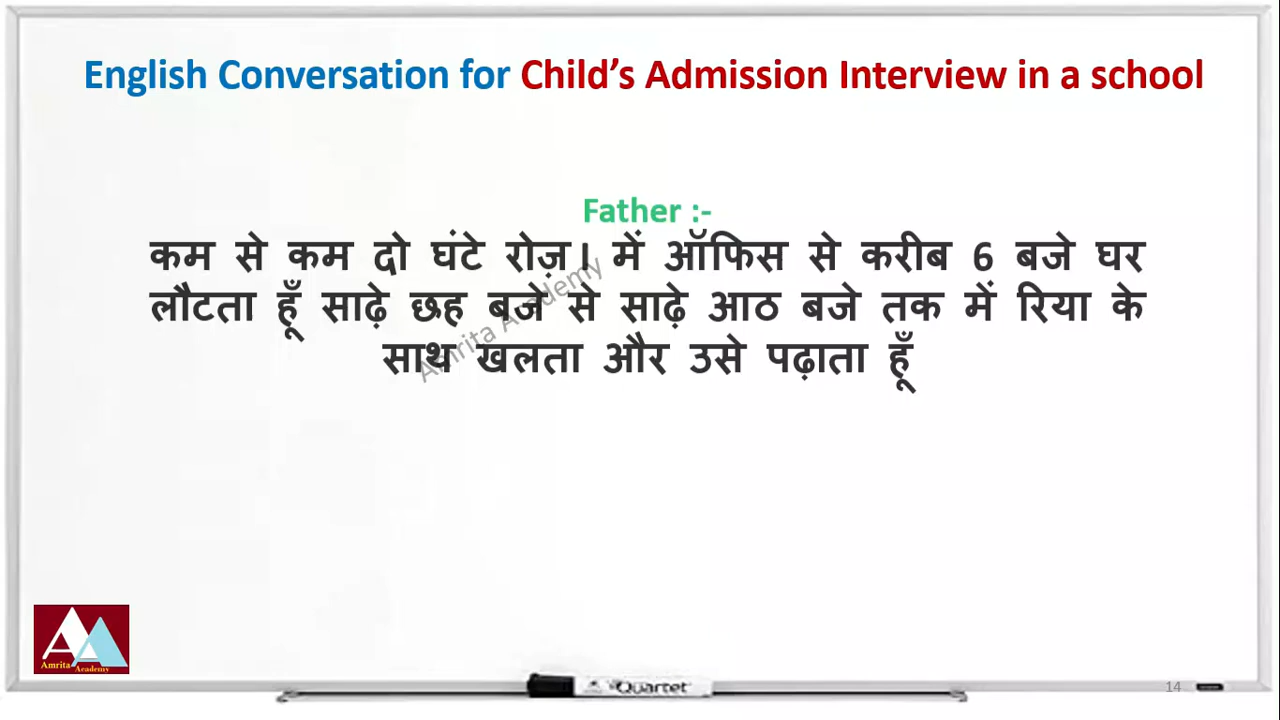 English Conversation for Child’s Admission Interview in a school
Father :-
कम से कम दो घंटे रोज़। में ऑफिस से करीब 6 बजे घर
लौटता हूँ साढ़े छह बजे से साढ़े आठ बजे तक में रिया के
साथ खलता और उसे पढ़ाता हूँ
Amrita Academy
Amrita Academy
Quartet
14